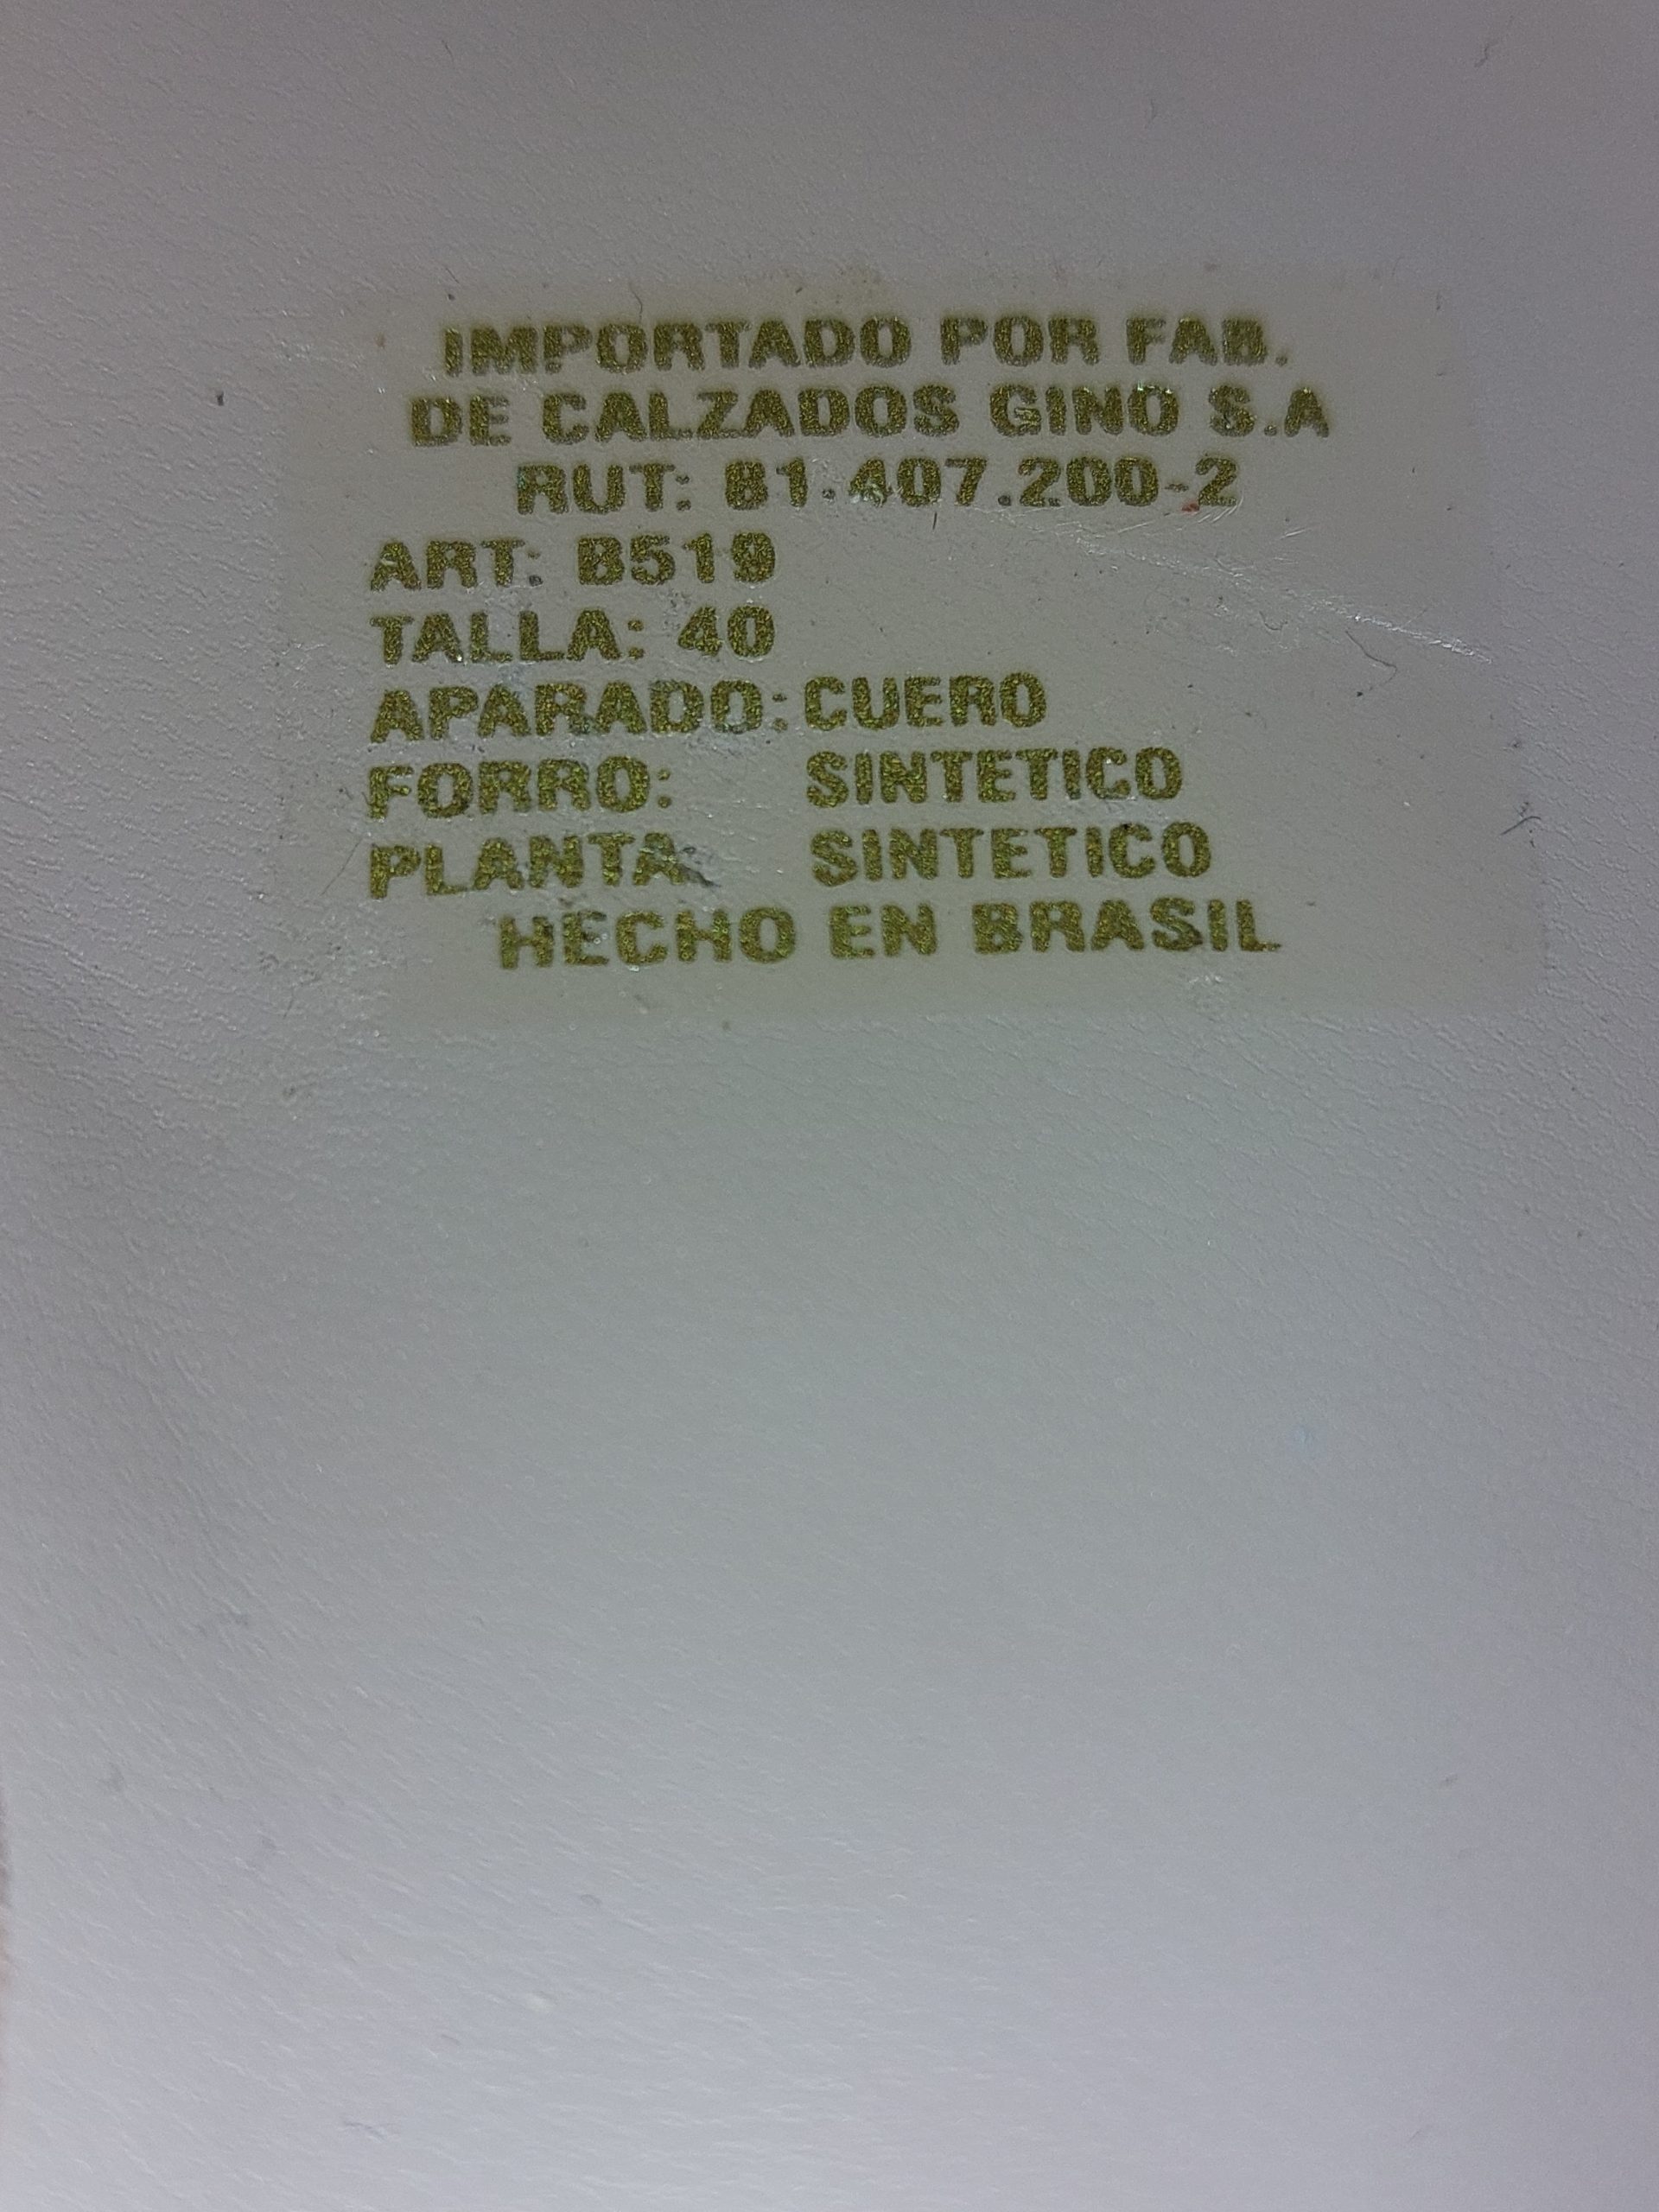 IMPORTADO POR FAB.
DE CALZADOS GINO S.A
RUT: 81.407.200-2
ART: B519
TALLA: 40
APARADO: CUERO
FORRO: SINTETICO
PLANTA SINTETICO
HECHO EN BRASIL